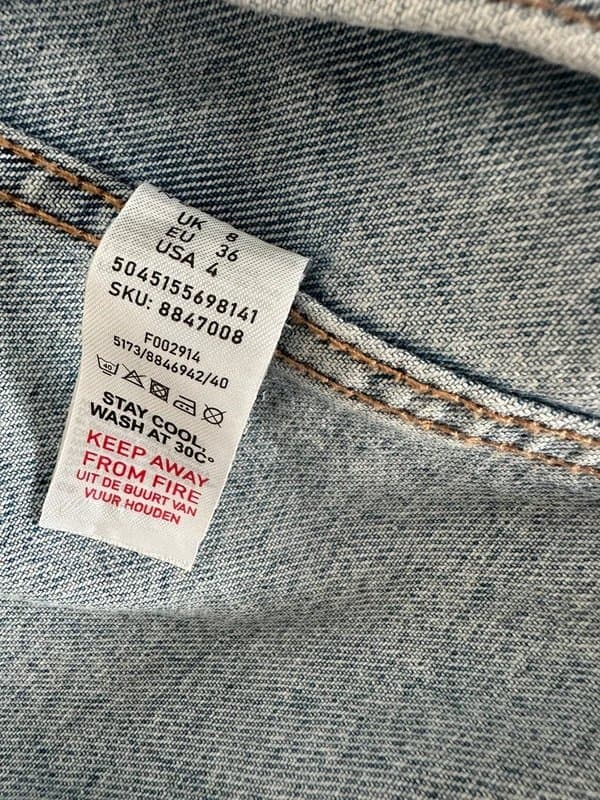 UK 8
EU 36
USA 4
5045155698141
SKU: 8847008
F002914
5173/8846942/40
40
STAY COOL,
WASH AT 30C°
KEEP AWAY
FROM FIRE
UIT DE BUURT VAN
VUUR HOUDEN